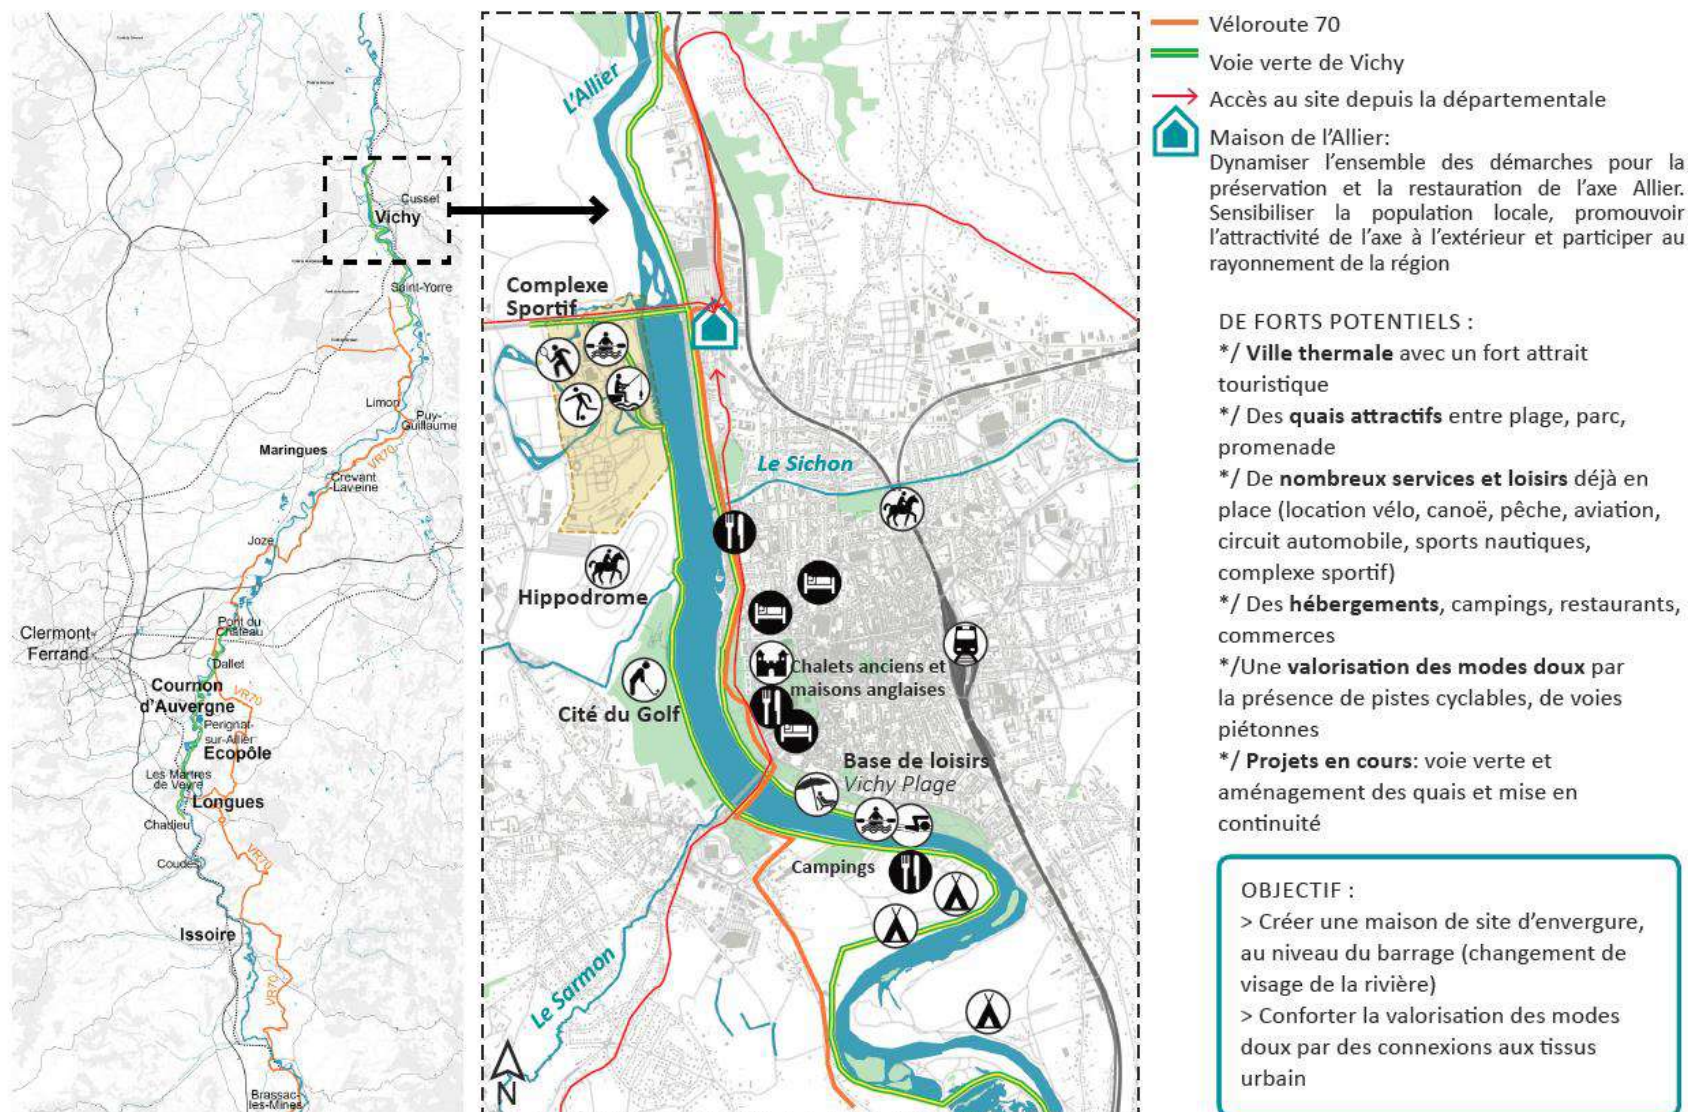 Cusset
Vichy
Saint-Yorre
Limon
Puy-
Guillaume
Maringues
VR70
Crevant
-Laveine
Joze
Pont du
Château
Clermont-
Ferrand
Dallet
Cournon
d'Auvergne
VR70
Perignat-
sur-Allier
Ecopôle
Les Martres
de Veyre
Longues
Chadieu
VR70
Coudes
Issoire
VR70
Brassac-
les-Mines
L'Allier
Complexe
Sportif
Le Sichon
Hippodrome
Chalets anciens et
maisons anglaises
Cité du Golf
Base de loisirs
Vichy Plage
Campings
Le Sarmon
N
Véloroute 70
Voie verte de Vichy
Accès au site depuis la départementale
Maison de l'Allier:
Dynamiser l'ensemble des démarches pour la
préservation et la restauration de l'axe Allier.
Sensibiliser la population locale, promouvoir
l'attractivité de l'axe à l'extérieur et participer au
rayonnement de la région
DE FORTS POTENTIELS :
*/ Ville thermale avec un fort attrait
touristique
*/ Des quais attractifs entre plage, parc,
promenade
*/ De nombreux services et loisirs déjà en
place (location vélo, canoë, pêche, aviation,
circuit automobile, sports nautiques,
complexe sportif)
*/ Des hébergements, campings, restaurants,
commerces
*/Une valorisation des modes doux par
la présence de pistes cyclables, de voies
piétonnes
*/ Projets en cours: voie verte et
aménagement des quais et mise en
continuité
OBJECTIF :
> Créer une maison de site d'envergure,
au niveau du barrage (changement de
visage de la rivière)
> Conforter la valorisation des modes
doux par des connexions aux tissus
urbain